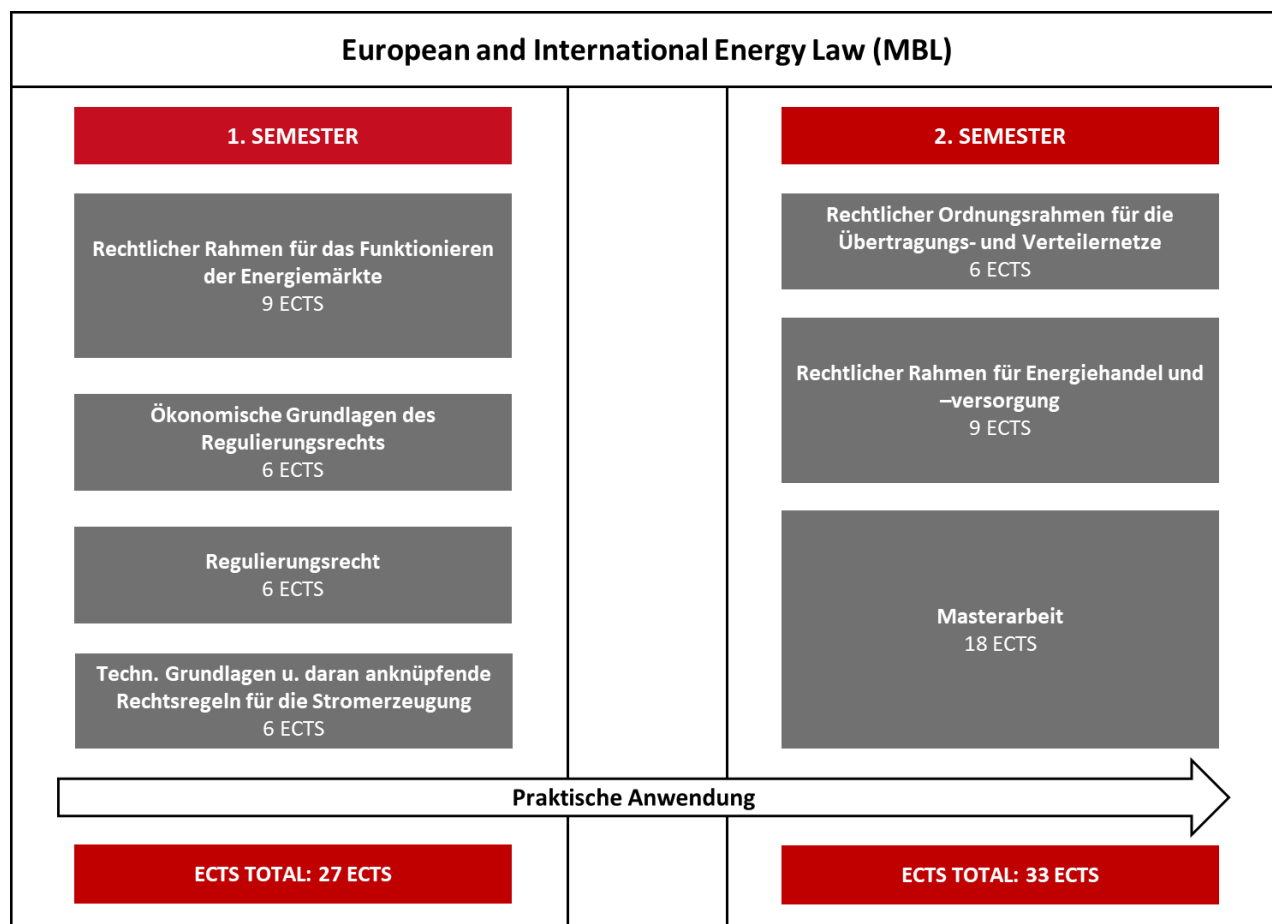 European and International Energy Law (MBL)
1. SEMESTER
Rechtlicher Rahmen für das Funktionieren
der Energiemärkte
9 ECTS
Ökonomische Grundlagen des
Regulierungsrechts
6 ECTS
Regulierungsrecht
6 ECTS
Techn. Grundlagen u. daran anknüpfende
Rechtsregeln für die Stromerzeugung
6 ECTS
2. SEMESTER
Rechtlicher Ordnungsrahmen für die
Übertragungs- und Verteilernetze
6 ECTS
Rechtlicher Rahmen für Energiehandel und
–versorgung
9 ECTS
Masterarbeit
18 ECTS
Praktische Anwendung
ECTS TOTAL: 27 ECTS
ECTS TOTAL: 33 ECTS